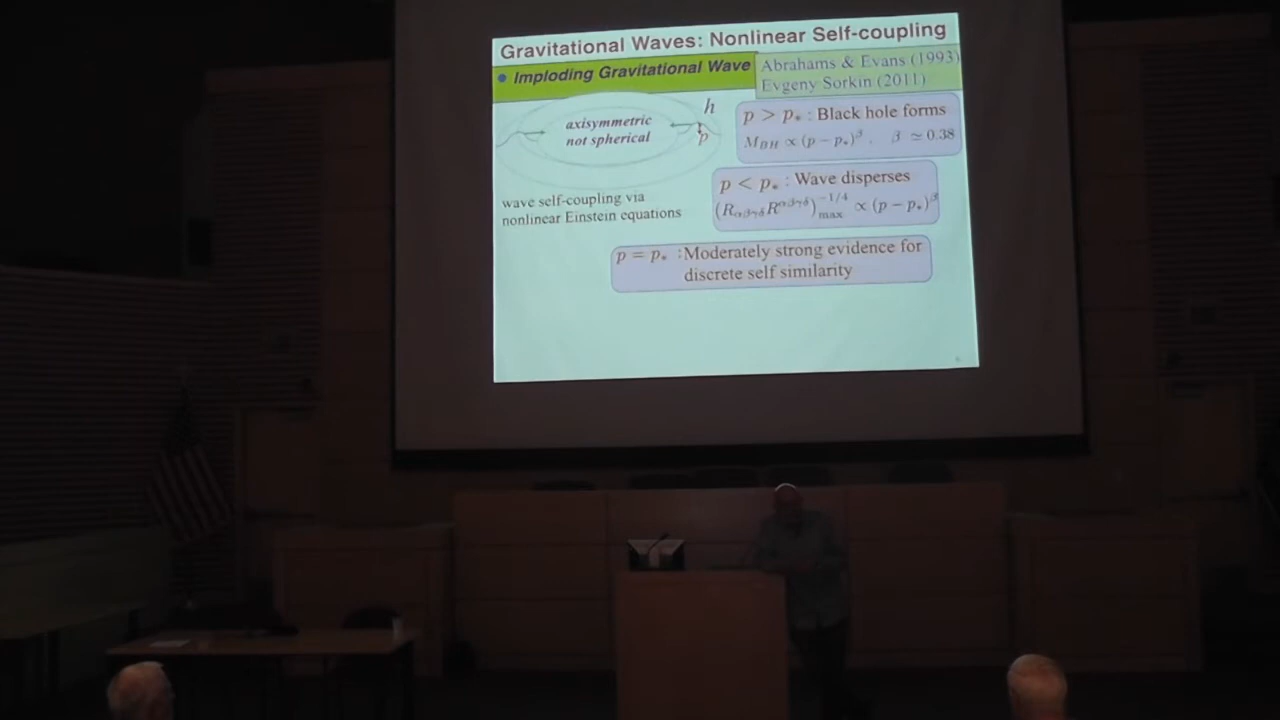 Gravitational Waves: Nonlinear Self-coupling
• Imploding Gravitational Wave
Abrahams & Evans (1993)
Evgeny Sorkin (2011)
h
axisymmetric
not spherical
p
p > p* : Black hole forms
M_BH ∝ (p − p*)^β . β ≃ 0.38
p < p* : Wave disperses
(R_αβγδ R^αβγδ)_max^−1/4 ∝ (p − p*)^β
wave self-coupling via
nonlinear Einstein equations
p = p* : Moderately strong evidence for
discrete self similarity